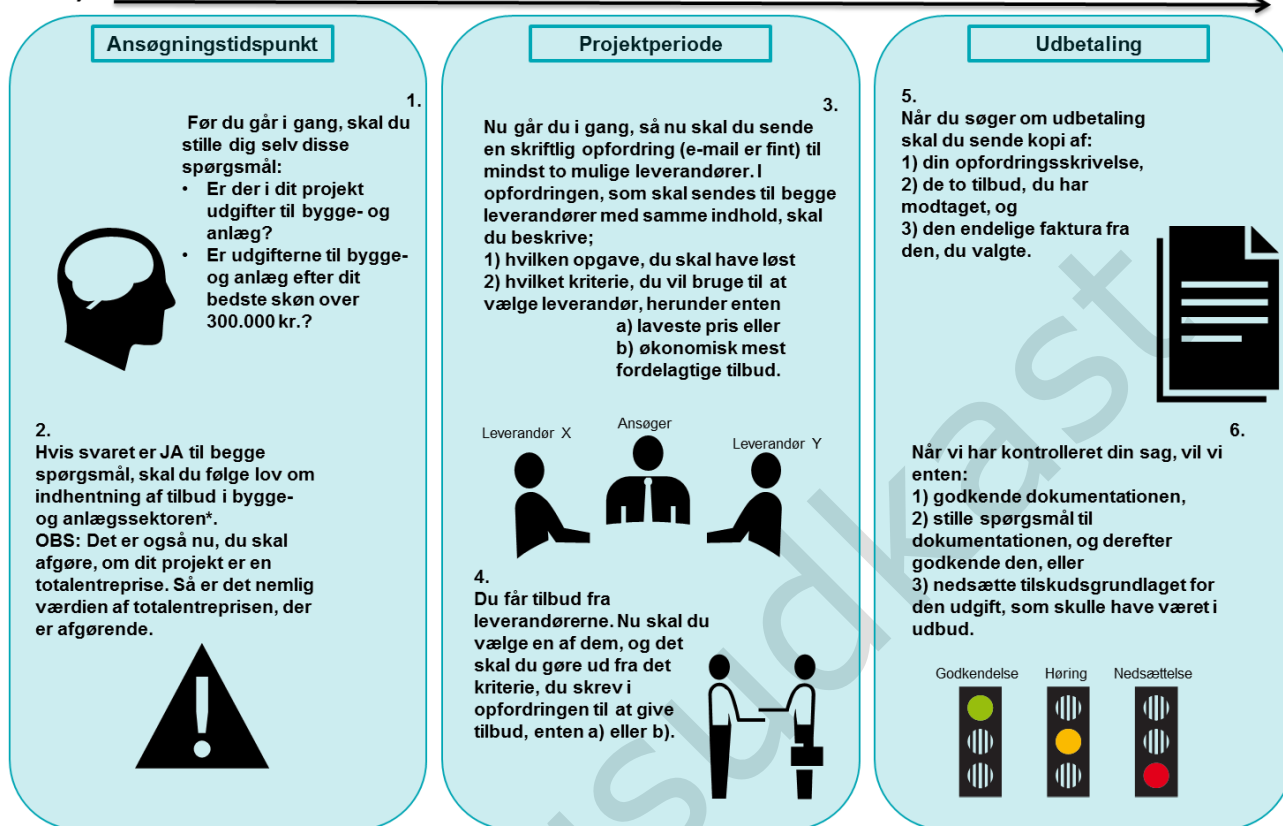 Ansøgningstidspunkt
1.
Før du går i gang, skal du
stille dig selv disse
spørgsmål:
• Er der i dit projekt
udgifter til bygge- og
anlæg?
• Er udgifterne til bygge-
og anlæg efter dit
bedste skøn over
300.000 kr.?
2.
Hvis svaret er JA til begge
spørgsmål, skal du følge lov om
indhentning af tilbud i bygge-
og anlægssektoren*.
OBS: Det er også nu, du skal
afgøre, om dit projekt er en
totalentreprise. Så er det nemlig
værdien af totalentreprisen, der
er afgørende.
Projektperiode
3.
Nu går du i gang, så nu skal du sende
en skriftlig opfordring (e-mail er fint) til
mindst to mulige leverandører. I
opfordringen, som skal sendes til begge
leverandører med samme indhold, skal
du beskrive;
1) hvilken opgave, du skal have løst
2) hvilket kriterie, du vil bruge til at
vælge leverandør, herunder enten
a) laveste pris eller
b) økonomisk mest
fordelagtige tilbud.
Leverandør X
Ansøger
Leverandør Y
4.
Du får tilbud fra
leverandørerne. Nu skal du
vælge en af dem, og det
skal du gøre ud fra det
kriterie, du skrev i
opfordringen til at give
tilbud, enten a) eller b).
Udbetaling
5.
Når du søger om udbetaling
skal du sende kopi af:
1) din opfordringsskrivelse,
2) de to tilbud, du har
modtaget, og
3) den endelige faktura fra
den, du valgte.
6.
Når vi har kontrolleret din sag, vil vi
enten:
1) godkende dokumentationen,
2) stille spørgsmål til
dokumentationen, og derefter
godkende den, eller
3) nedsætte tilskudsgrundlaget for
den udgift, som skulle have været i
udbud.
Godkendelse
Høring
Nedsættelse